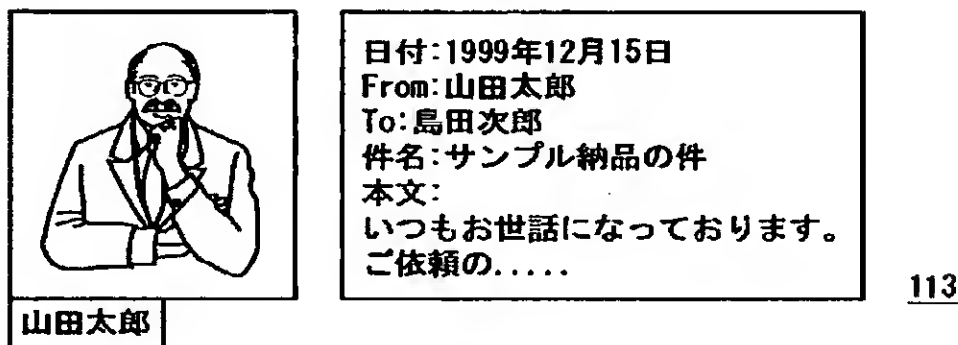 日付:1999年12月15日
From:山田太郎
To:島田次郎
件名:サンプル納品の件
本文:
いつもお世話になっております。
ご依頼の.....
113
山田太郎